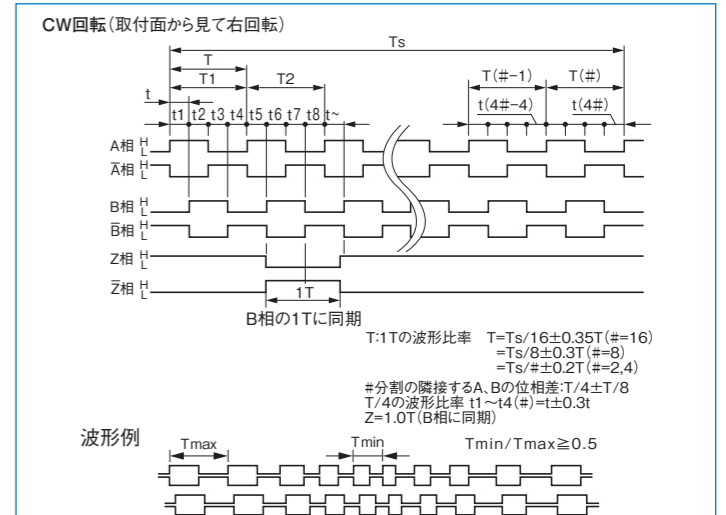 CW回転(取付面から見て右回転)
Ts
T
T(#-1) T(#)
T1 T2
t
t1 t2 t3 t4 t5 t6 t7 t8 t~ t(4#-4) t(4#)
A相 H L
A̅相 H L
B相 H L
B̅相 H L
Z相 H L
Z̅相 H L
1T
B相の1Tに同期
T:1Tの波形比率 T=Ts/16±0.35T(#=16)
=Ts/8±0.3T(#=8)
=Ts/#±0.2T(#=2,4)
#分割の隣接するA、Bの位相差:T/4±T/8
T/4の波形比率 t1~t4(#)=t±0.3t
Z=1.0T(B相に同期)
波形例 Tmax Tmin Tmin/Tmax≧0.5